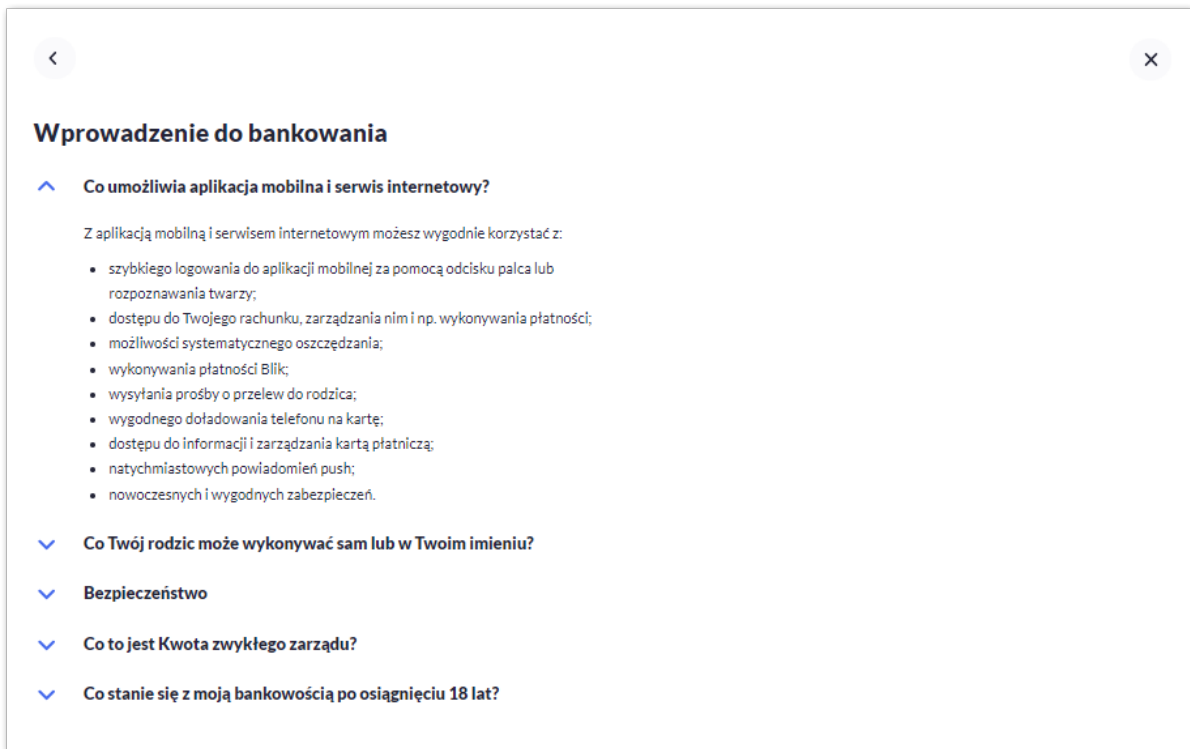 Wprowadzenie do bankowania
Co umożliwia aplikacja mobilna i serwis internetowy?
Z aplikacją mobilną i serwisem internetowym możesz wygodnie korzystać z:
• szybkiego logowania do aplikacji mobilnej za pomocą odcisku palca lub
rozpoznawania twarzy;
• dostępu do Twojego rachunku, zarządzania nim i np. wykonywania płatności;
• możliwości systematycznego oszczędzania;
• wykonywania płatności Blik;
• wysyłania prośby o przelew do rodzica;
• wygodnego doładowania telefonu na kartę;
• dostępu do informacji i zarządzania kartą płatniczą;
• natychmiastowych powiadomień push;
• nowoczesnych i wygodnych zabezpieczeń.
Co Twój rodzic może wykonywać sam lub w Twoim imieniu?
Bezpieczeństwo
Co to jest Kwota zwykłego zarządu?
Co stanie się z moją bankowością po osiągnięciu 18 lat?